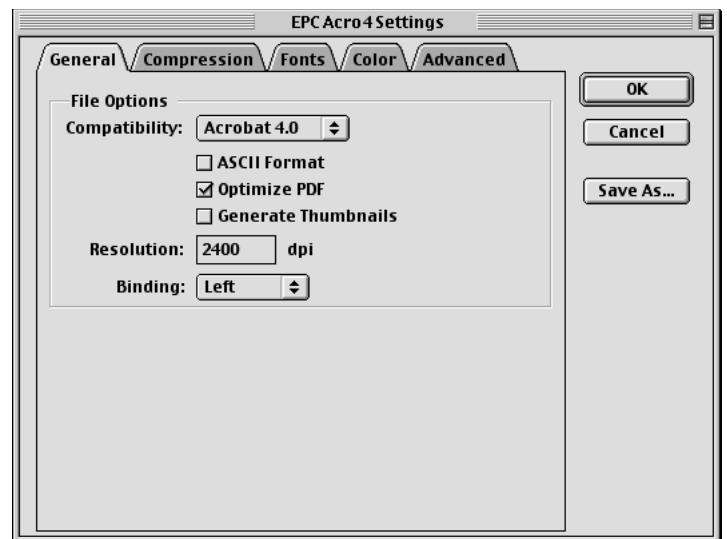 EPC Acro4 Settings
General Compression Fonts Color Advanced
File Options
Compatibility: Acrobat 4.0
ASCII Format
Optimize PDF
Generate Thumbnails
Resolution: 2400 dpi
Binding: Left
OK
Cancel
Save As...